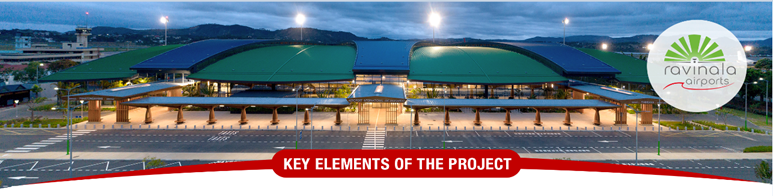 ravinala
airports
KEY ELEMENTS OF THE PROJECT